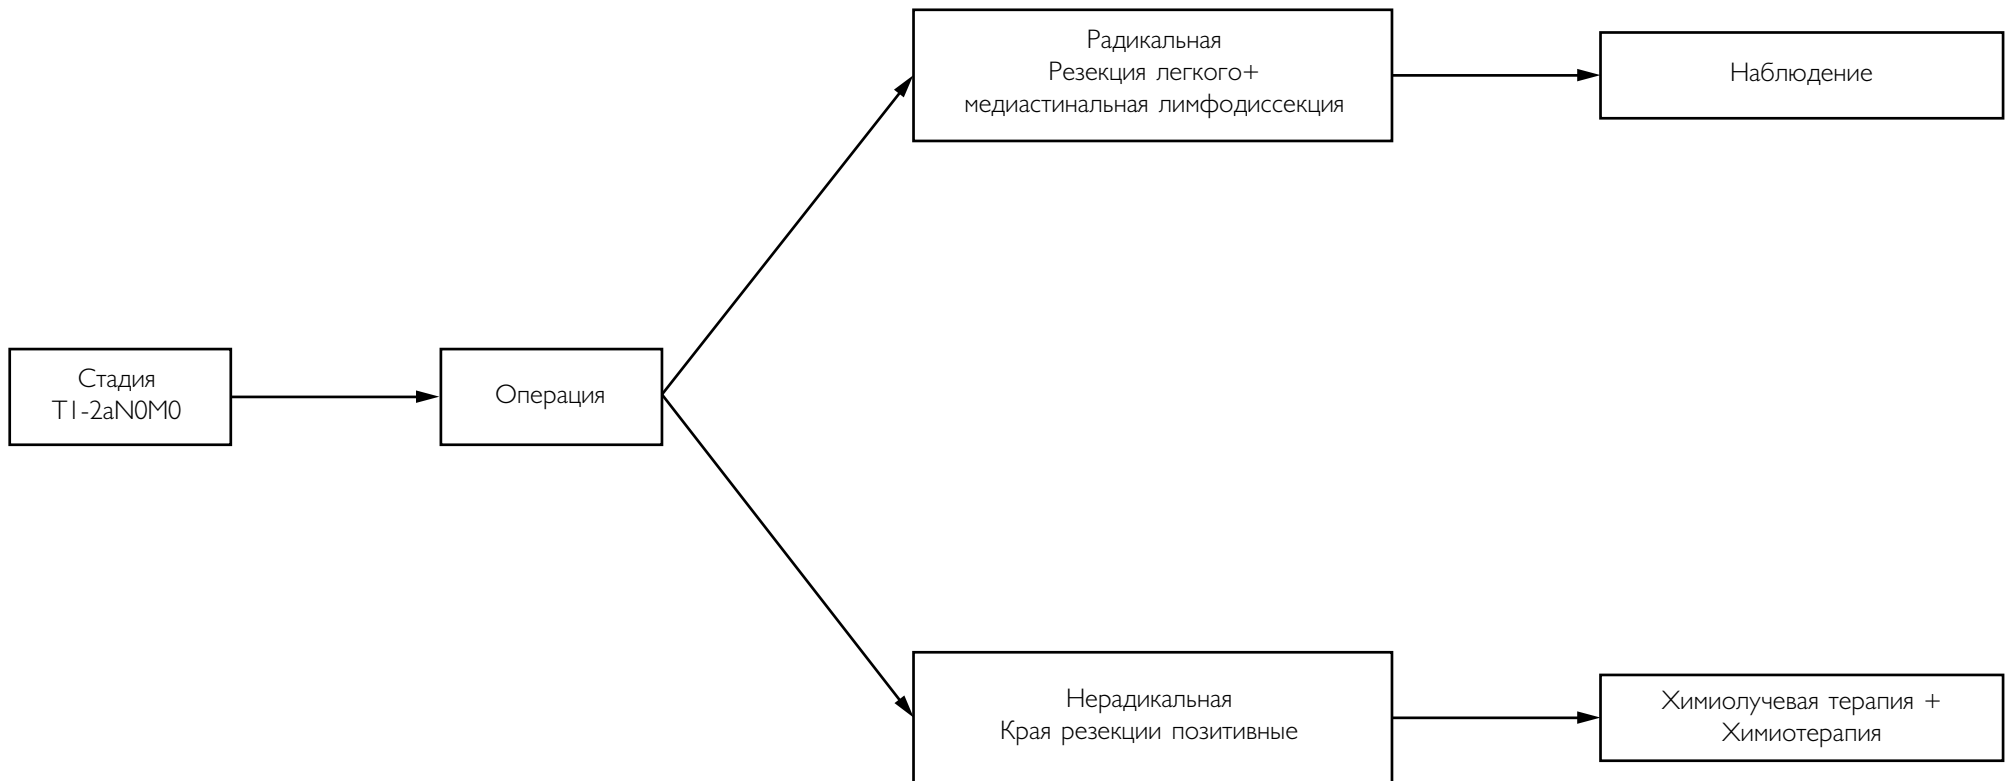 Стадия
T1-2aN0M0
Операция
Радикальная
Резекция легкого+
медиастинальная лимфодиссекция
Наблюдение
Нерадикальная
Края резекции позитивные
Химиолучевая терапия +
Химиотерапия